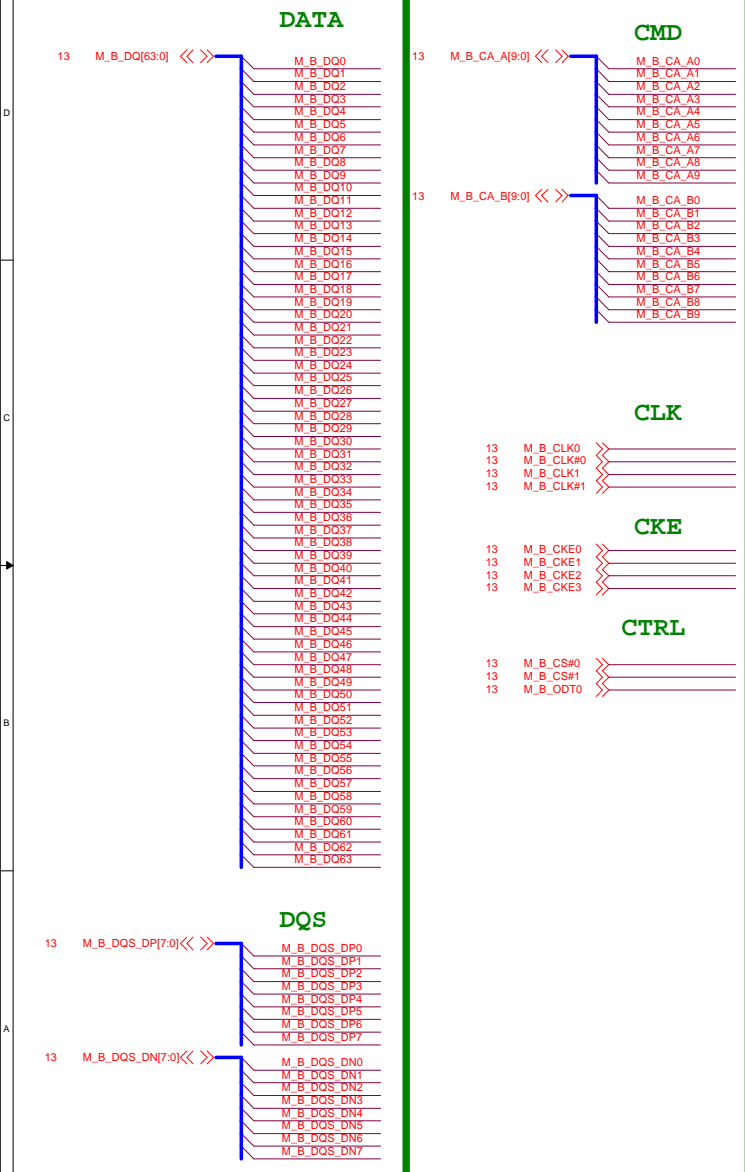 DATA
13 M_B_DQ[63:0]
M_B_DQ0
M_B_DQ1
M_B_DQ2
M_B_DQ3
M_B_DQ4
M_B_DQ5
M_B_DQ6
M_B_DQ7
M_B_DQ8
M_B_DQ9
M_B_DQ10
M_B_DQ11
M_B_DQ12
M_B_DQ13
M_B_DQ14
M_B_DQ15
M_B_DQ16
M_B_DQ17
M_B_DQ18
M_B_DQ19
M_B_DQ20
M_B_DQ21
M_B_DQ22
M_B_DQ23
M_B_DQ24
M_B_DQ25
M_B_DQ26
M_B_DQ27
M_B_DQ28
M_B_DQ29
M_B_DQ30
M_B_DQ31
M_B_DQ32
M_B_DQ33
M_B_DQ34
M_B_DQ35
M_B_DQ36
M_B_DQ37
M_B_DQ38
M_B_DQ39
M_B_DQ40
M_B_DQ41
M_B_DQ42
M_B_DQ43
M_B_DQ44
M_B_DQ45
M_B_DQ46
M_B_DQ47
M_B_DQ48
M_B_DQ49
M_B_DQ50
M_B_DQ51
M_B_DQ52
M_B_DQ53
M_B_DQ54
M_B_DQ55
M_B_DQ56
M_B_DQ57
M_B_DQ58
M_B_DQ59
M_B_DQ60
M_B_DQ61
M_B_DQ62
M_B_DQ63
DQS
13 M_B_DQS_DP[7:0]
M_B_DQS_DP0
M_B_DQS_DP1
M_B_DQS_DP2
M_B_DQS_DP3
M_B_DQS_DP4
M_B_DQS_DP5
M_B_DQS_DP6
M_B_DQS_DP7
13 M_B_DQS_DN[7:0]
M_B_DQS_DN0
M_B_DQS_DN1
M_B_DQS_DN2
M_B_DQS_DN3
M_B_DQS_DN4
M_B_DQS_DN5
M_B_DQS_DN6
M_B_DQS_DN7
CMD
13 M_B_CA_A[9:0]
M_B_CA_A0
M_B_CA_A1
M_B_CA_A2
M_B_CA_A3
M_B_CA_A4
M_B_CA_A5
M_B_CA_A6
M_B_CA_A7
M_B_CA_A8
M_B_CA_A9
13 M_B_CA_B[9:0]
M_B_CA_B0
M_B_CA_B1
M_B_CA_B2
M_B_CA_B3
M_B_CA_B4
M_B_CA_B5
M_B_CA_B6
M_B_CA_B7
M_B_CA_B8
M_B_CA_B9
CLK
13 M_B_CLK0
13 M_B_CLK#0
13 M_B_CLK1
13 M_B_CLK#1
CKE
13 M_B_CKE0
13 M_B_CKE1
13 M_B_CKE2
13 M_B_CKE3
CTRL
13 M_B_CS#0
13 M_B_CS#1
13 M_B_ODT0
D
C
B
A